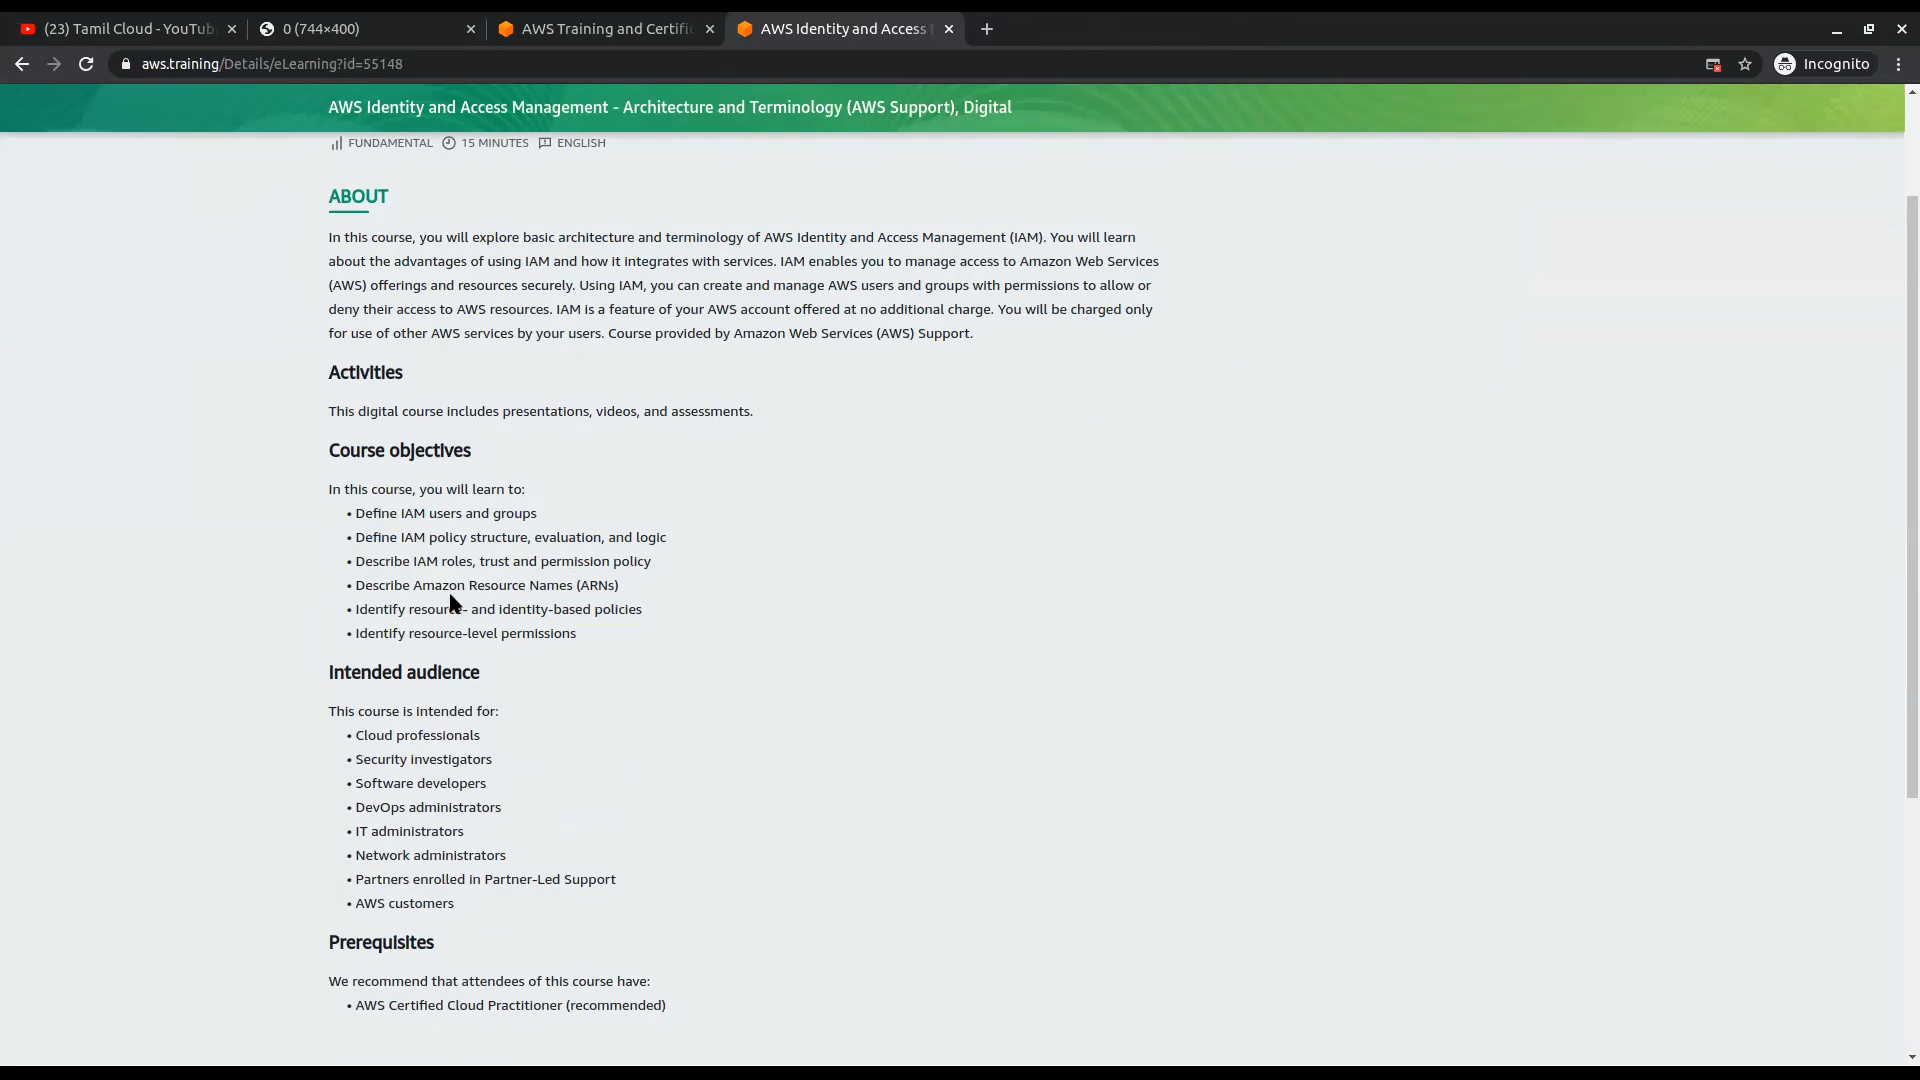 (23) Tamil Cloud - YouTub
0 (744×400)
AWS Training and Certific
AWS Identity and Access
aws.training/Details/eLearning?id=55148
Incognito
AWS Identity and Access Management - Architecture and Terminology (AWS Support), Digital
FUNDAMENTAL 15 MINUTES ENGLISH
ABOUT
In this course, you will explore basic architecture and terminology of AWS Identity and Access Management (IAM). You will learn
about the advantages of using IAM and how it integrates with services. IAM enables you to manage access to Amazon Web Services
(AWS) offerings and resources securely. Using IAM, you can create and manage AWS users and groups with permissions to allow or
deny their access to AWS resources. IAM is a feature of your AWS account offered at no additional charge. You will be charged only
for use of other AWS services by your users. Course provided by Amazon Web Services (AWS) Support.
Activities
This digital course includes presentations, videos, and assessments.
Course objectives
In this course, you will learn to:
• Define IAM users and groups
• Define IAM policy structure, evaluation, and logic
• Describe IAM roles, trust and permission policy
• Describe Amazon Resource Names (ARNs)
• Identify resource- and identity-based policies
• Identify resource-level permissions
Intended audience
This course is intended for:
• Cloud professionals
• Security investigators
• Software developers
• DevOps administrators
• IT administrators
• Network administrators
• Partners enrolled in Partner-Led Support
• AWS customers
Prerequisites
We recommend that attendees of this course have:
• AWS Certified Cloud Practitioner (recommended)